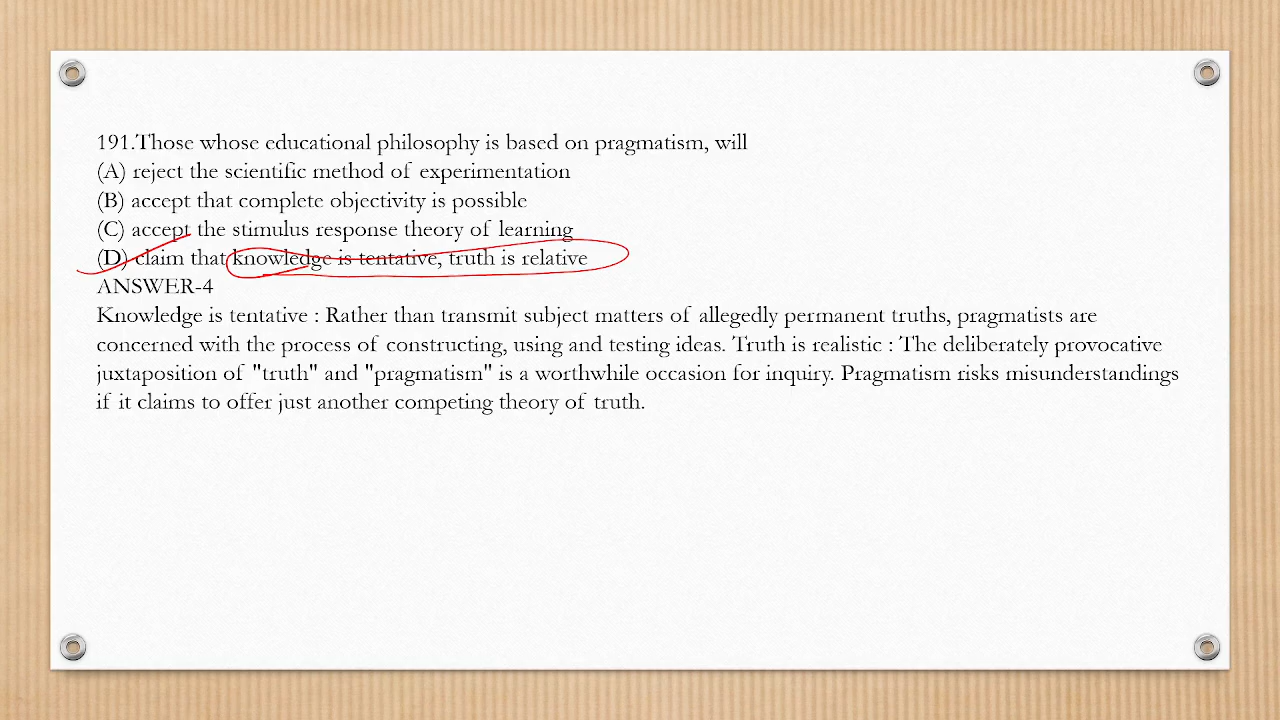 191.Those whose educational philosophy is based on pragmatism, will
(A) reject the scientific method of experimentation
(B) accept that complete objectivity is possible
(C) accept the stimulus response theory of learning
(D) claim that knowledge is tentative, truth is relative
ANSWER-4
Knowledge is tentative : Rather than transmit subject matters of allegedly permanent truths, pragmatists are
concerned with the process of constructing, using and testing ideas. Truth is realistic : The deliberately provocative
juxtaposition of "truth" and "pragmatism" is a worthwhile occasion for inquiry. Pragmatism risks misunderstandings
if it claims to offer just another competing theory of truth.